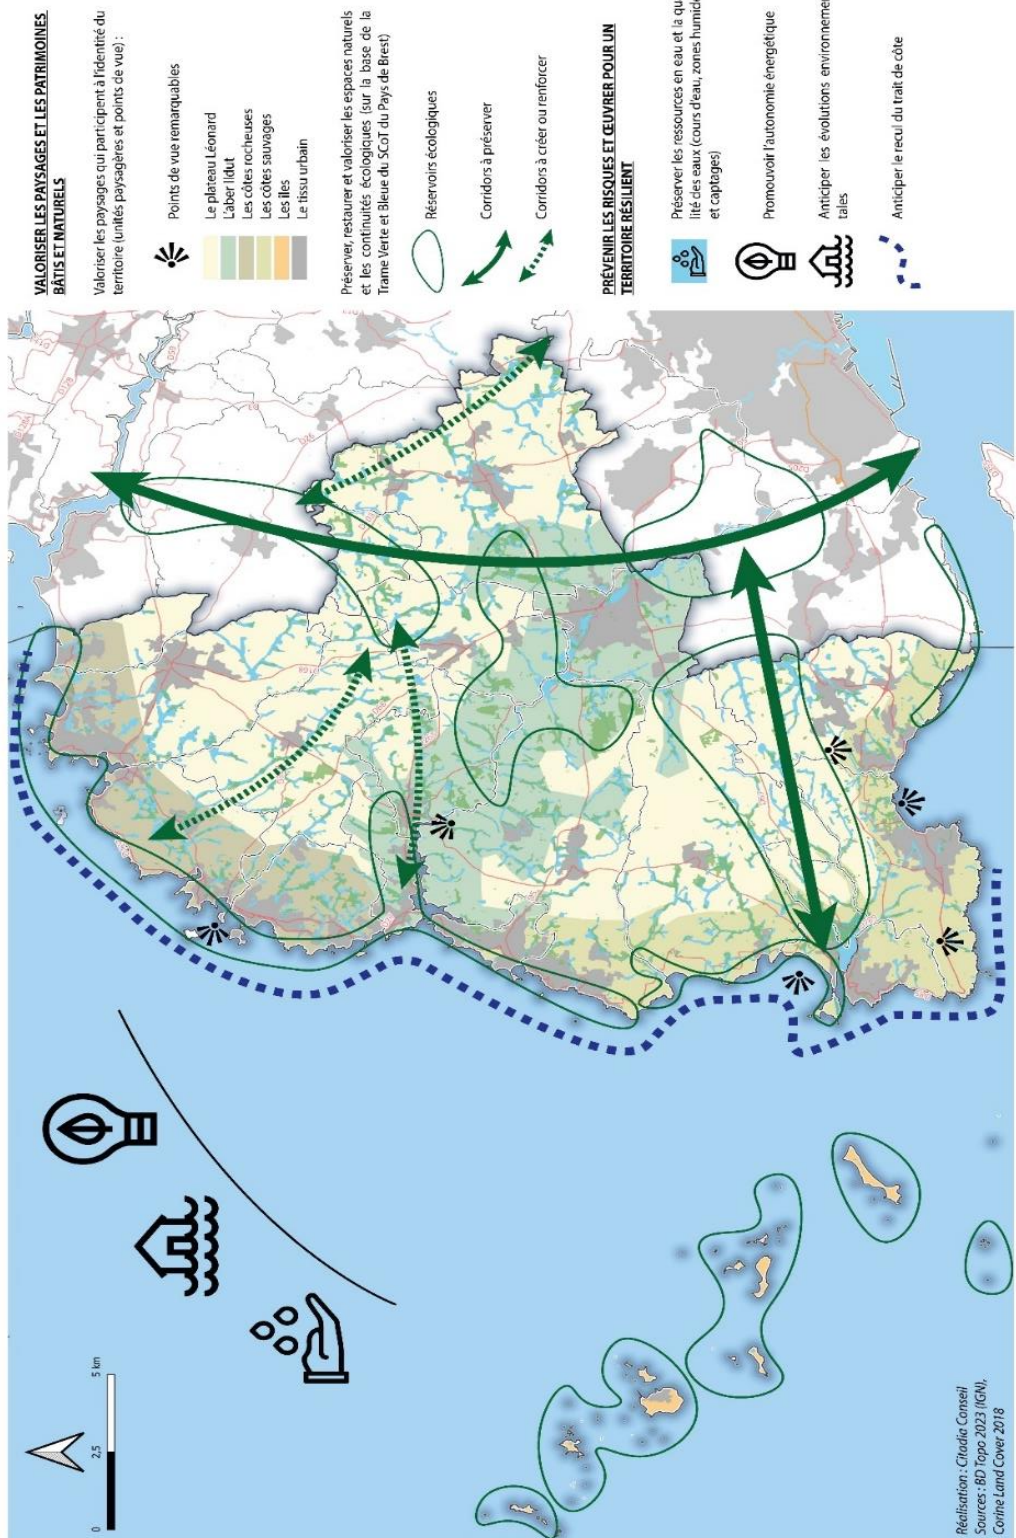 VALORISER LES PAYSAGES ET LES PATRIMOINES
BÂTIS ET NATURELS
Valoriser les paysages qui participent à l'identité du
territoire (unités paysagères et points de vue) :
Points de vue remarquables
Le plateau Léonard
L'aber Ildut
Les côtes rocheuses
Les côtes sauvages
Les îles
Le tissu urbain
Préserver, restaurer et valoriser les espaces naturels
et les continuités écologiques (sur la base de la
Trame Verte et Bleue du SCoT du Pays de Brest)
Réservoirs écologiques
Corridors à préserver
Corridors à créer ou renforcer
PRÉVENIR LES RISQUES ET ŒUVRER POUR UN
TERRITOIRE RÉSILIENT
Préserver les ressources en eau et la qua
lité des eaux (cours d'eau, zones humide
et captages)
Promouvoir l'autonomie énergétique
Anticiper les évolutions environnemen
tales
Anticiper le recul du trait de côte
0 2,5 5 km
Réalisation : Citadia Conseil
Sources : BD Topo 2023 (IGN),
Corine Land Cover 2018